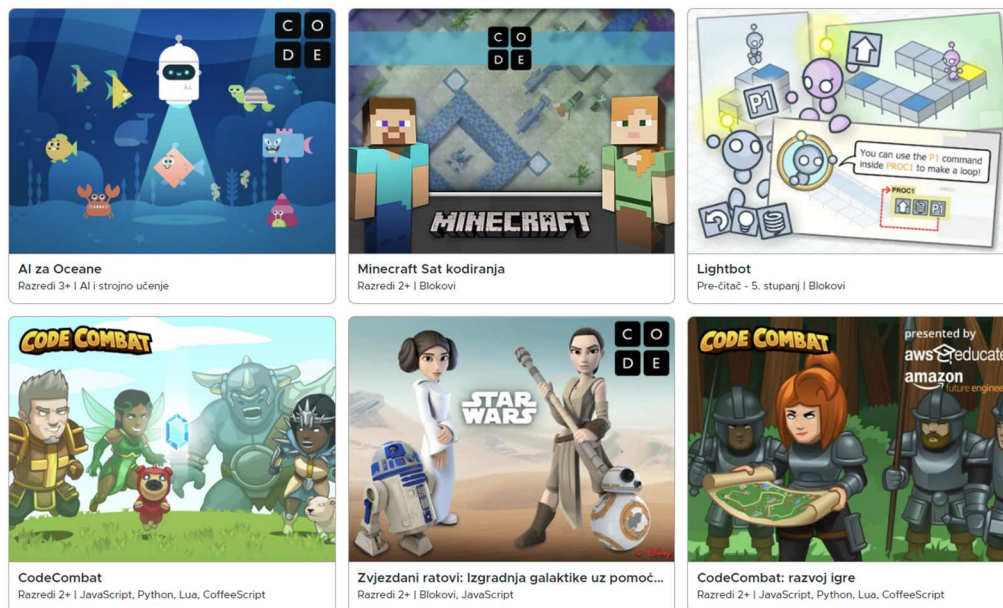 C O
D E
A.I.
AI za Oceane
Razredi 3+ | AI i strojno učenje
C O
D E
MINECRAFT
Minecraft Sat kodiranja
Razredi 2+ | Blokovi
P1
You can use the P1 command
inside PROC1 to make a loop!
PROC1
P1
Lightbot
Pre-čitač - 5. stupanj | Blokovi
CODE COMBAT
CodeCombat
Razredi 2+ | JavaScript, Python, Lua, CoffeeScript
C O
D E
STAR
WARS
© Disney
Zvjezdani ratovi: Izgradnja galaktike uz pomoć...
Razredi 2+ | Blokovi, JavaScript
CODE COMBAT
presented by
aws educate
amazon
future engineer
CodeCombat: razvoj igre
Razredi 2+ | JavaScript, Python, Lua, CoffeeScript